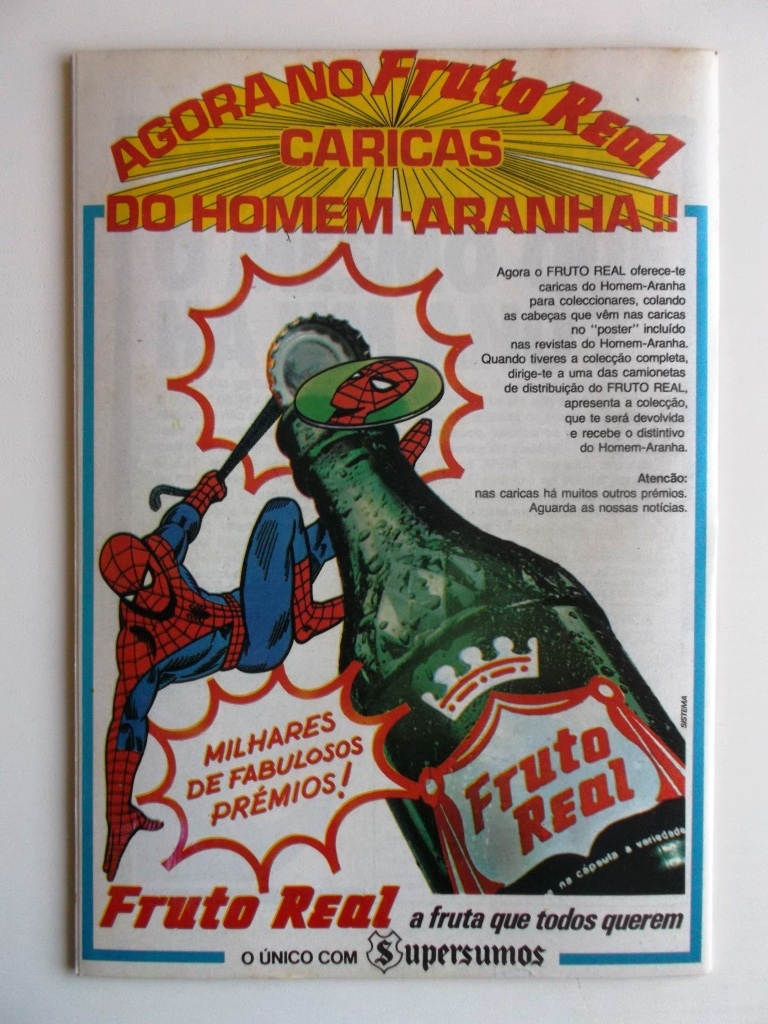 AGORA NO Fruto Real
CARICAS
DO HOMEM-ARANHA!!
Agora o FRUTO REAL oferece-te
caricas do Homem-Aranha
para coleccionares, colando
as cabeças que vêm nas caricas
no "poster" incluído
nas revistas do Homem-Aranha.
Quando tiveres a colecção completa,
dirige-te a uma das camionetas
de distribuição do FRUTO REAL,
apresenta a colecção,
que te será devolvida
e recebe o distintivo
do Homem-Aranha.
Atencão:
nas caricas há muitos outros prémios.
Aguarda as nossas notícias.
SISTEMA
MILHARES
DE FABULOSOS
PRÉMIOS!
Fruto
Real
na cápsula a variedade
Fruto Real a fruta que todos querem
O ÚNICO COM Supersumos